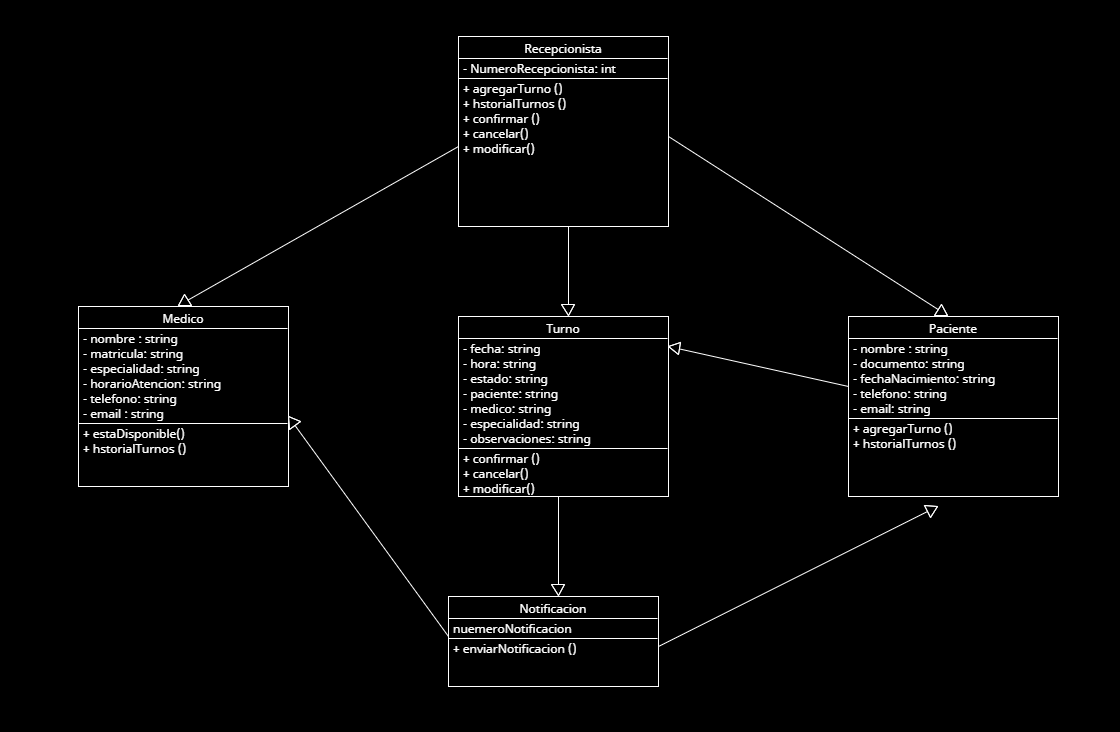 Recepcionista
- NumeroRecepcionista: int
+ agregarTurno ()
+ hstorialTurnos ()
+ confirmar ()
+ cancelar()
+ modificar()
Medico
- nombre : string
- matricula: string
- especialidad: string
- horarioAtencion: string
- telefono: string
- email : string
+ estaDisponible()
+ hstorialTurnos ()
Turno
- fecha: string
- hora: string
- estado: string
- paciente: string
- medico: string
- especialidad: string
- observaciones: string
+ confirmar ()
+ cancelar()
+ modificar()
Paciente
- nombre : string
- documento: string
- fechaNacimiento: string
- telefono: string
- email: string
+ agregarTurno ()
+ hstorialTurnos ()
Notificacion
nuemeroNotificacion
+ enviarNotificacion ()